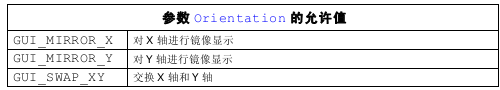 参数 Orientation 的允许值
GUI_MIRROR_X 对 X 轴进行镜像显示
GUI_MIRROR_Y 对 Y 轴进行镜像显示
GUI_SWAP_XY 交换 X 轴和 Y 轴